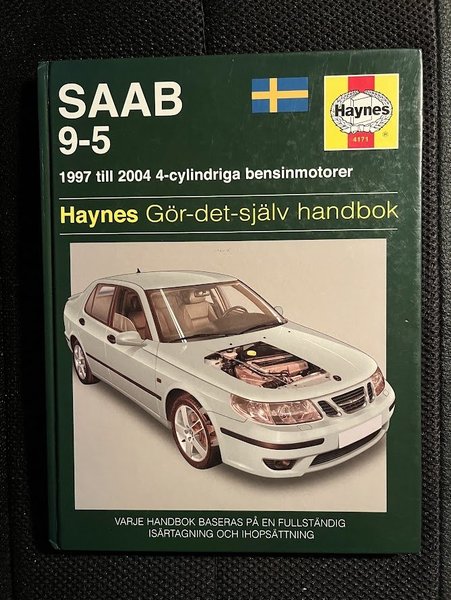 SAAB
9-5
Haynes
4171
®
1997 till 2004 4-cylindriga bensinmotorer
Haynes Gör-det-själv handbok
VARJE HANDBOK BASERAS PÅ EN FULLSTÄNDIG
ISÄRTAGNING OCH IHOPSÄTTNING